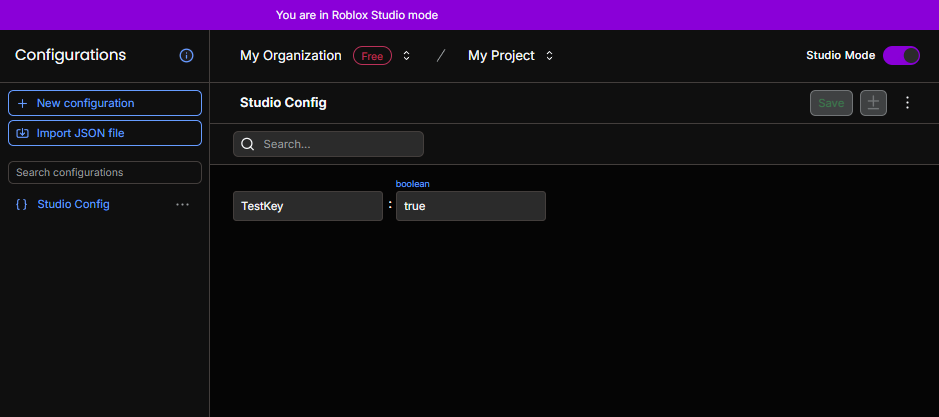 You are in Roblox Studio mode
Configurations
My Organization Free / My Project
Studio Mode
+ New configuration
Import JSON file
Search configurations
{ } Studio Config
Studio Config
Save
Search...
boolean
TestKey : true